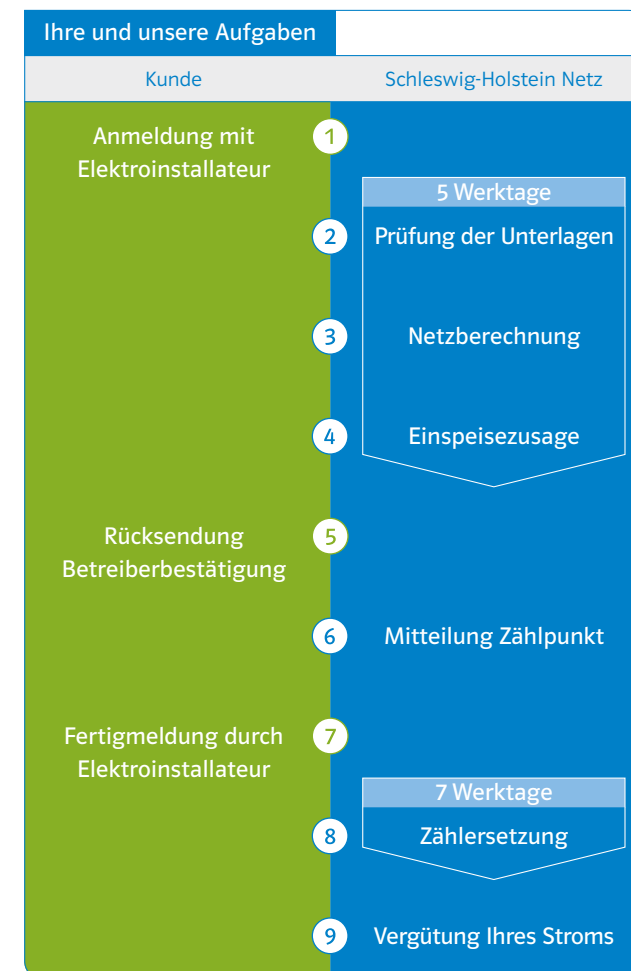 Ihre und unsere Aufgaben
Kunde
Schleswig-Holstein Netz
Anmeldung mit
Elektroinstallateur
1
5 Werktage
2
Prüfung der Unterlagen
3
Netzberechnung
4
Einspeisezusage
Rücksendung
Betreiberbestätigung
5
6
Mitteilung Zählpunkt
Fertigmeldung durch
Elektroinstallateur
7
7 Werktage
8
Zählersetzung
9
Vergütung Ihres Stroms